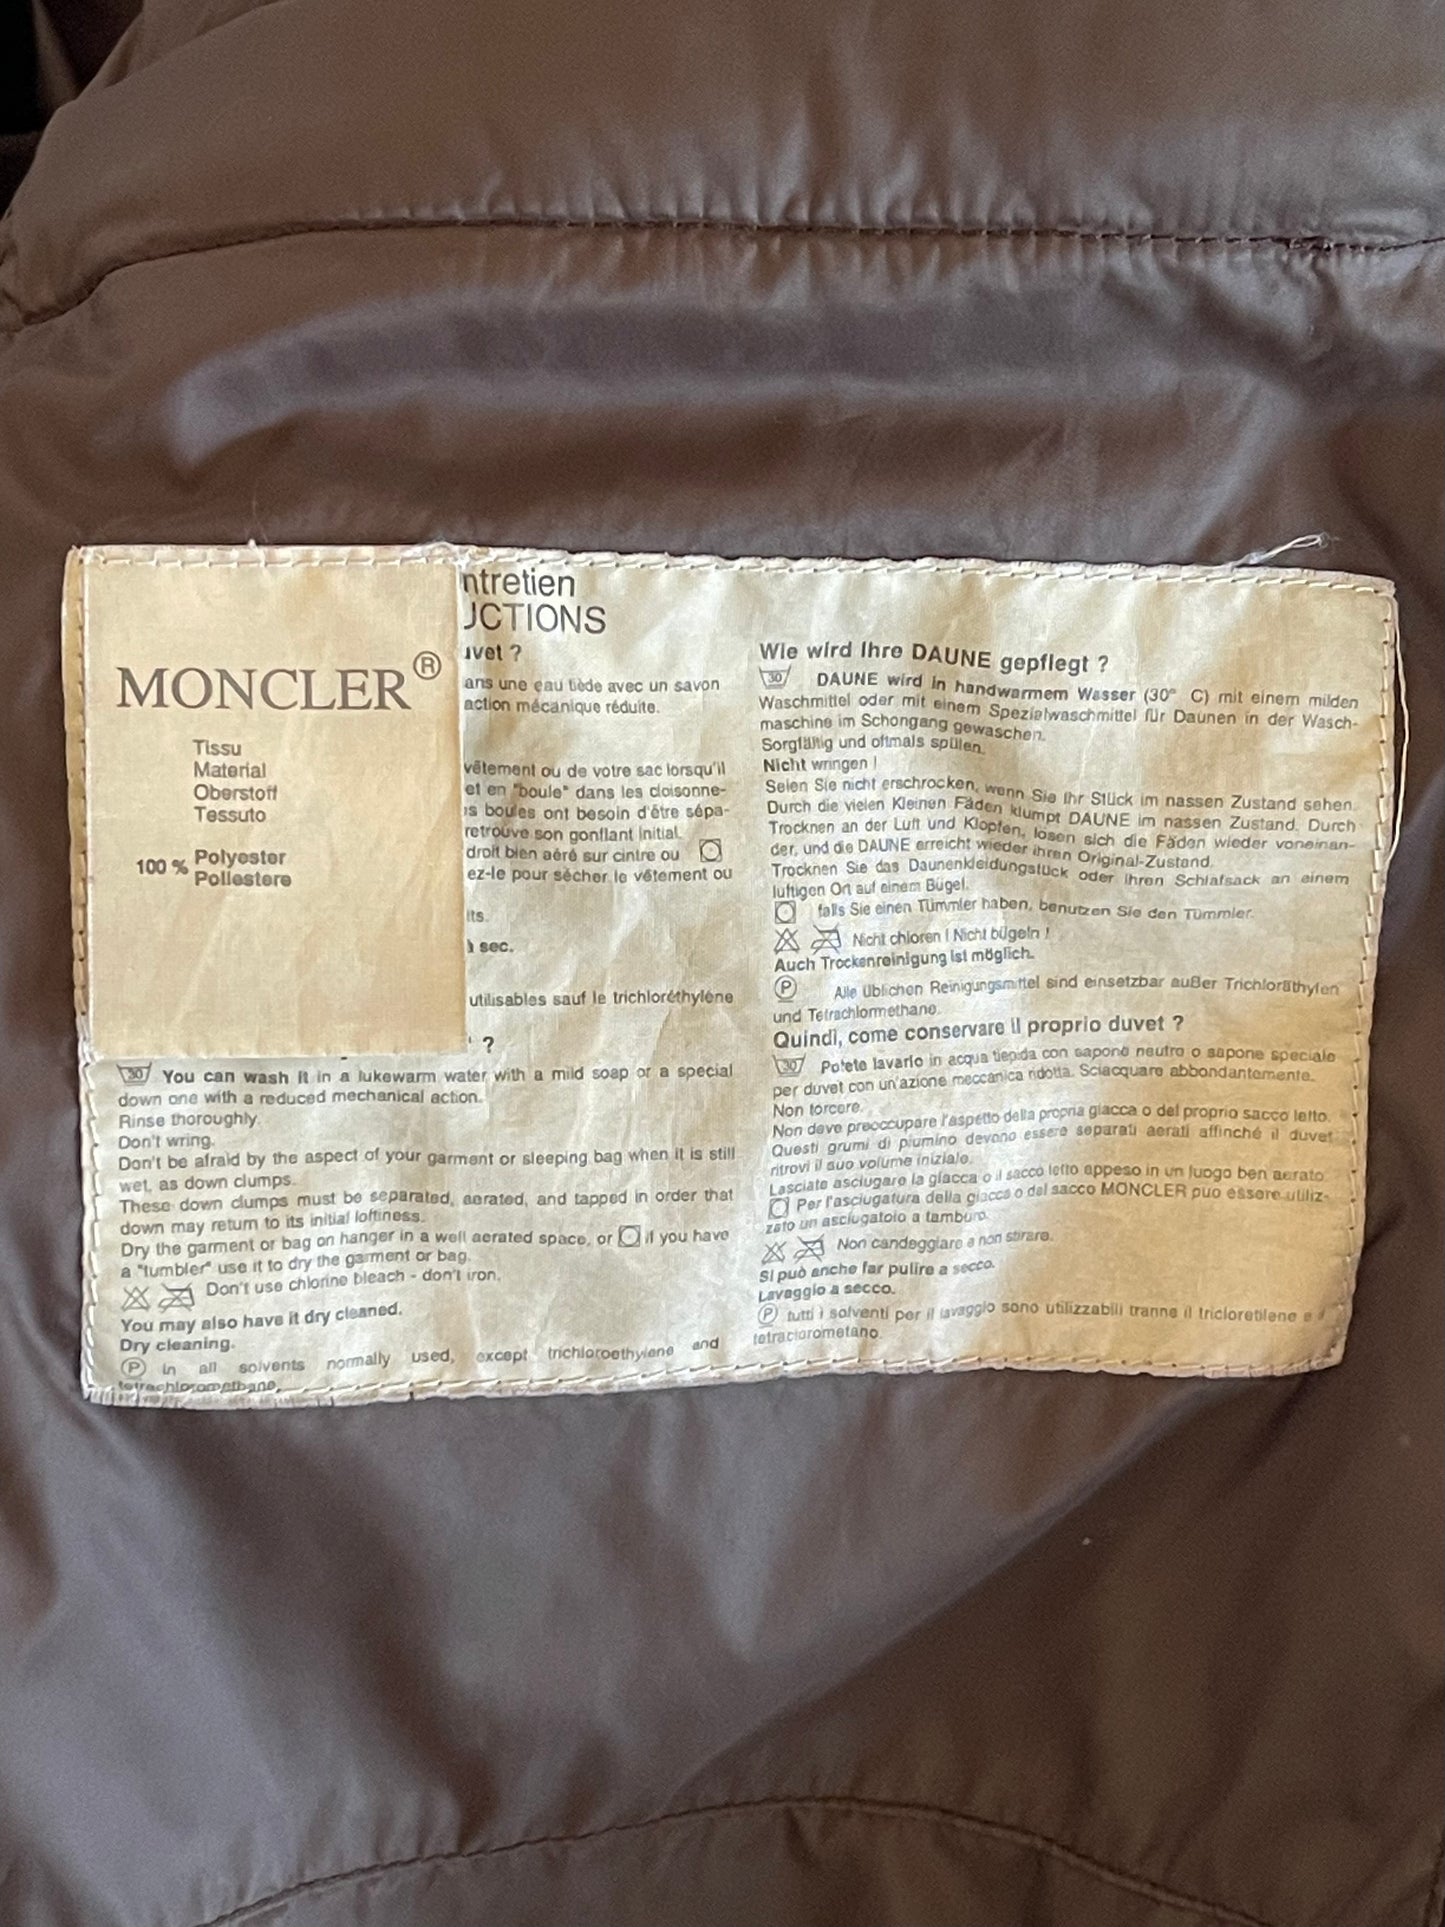 MONCLER®
Tissu
Material
Oberstoff
Tessuto
100 % Polyester
Poliestere
ntretien
UCTIONS
uvet ?
ans une eau tiède avec un savon
action mécanique réduite.
vêtement ou de votre sac lorsqu'il
et en "boule" dans les cloisonne-
s boules ont besoin d'être sépa-
retrouve son gonflant initial.
droit bien aéré sur cintre ou
ez-le pour sécher le vêtement ou
its.
à sec.
utilisables sauf le trichloréthylène
?
30 You can wash it in a lukewarm water with a mild soap or a special
down one with a reduced mechanical action.
Rinse thoroughly.
Don't wring.
Don't be afraid by the aspect of your garment or sleeping bag when it is still
wet, as down clumps.
These down clumps must be separated, aerated, and tapped in order that
down may return to its initial loftiness.
Dry the garment or bag on hanger in a well aerated space, or if you have
a "tumbler" use it to dry the garment or bag.
Don't use chlorine bleach - don't iron.
You may also have it dry cleaned.
Dry cleaning.
P in all solvents normally used, except trichloroethylene and
tetrachloromethane.
Wie wird Ihre DAUNE gepflegt ?
30 DAUNE wird in handwarmem Wasser (30° C) mit einem milden
Waschmittel oder mit einem Spezialwaschmittel für Daunen in der Wasch-
maschine im Schongang gewaschen.
Sorgfältig und oftmals spülen.
Nicht wringen !
Seien Sie nicht erschrocken, wenn Sie Ihr Stück im nassen Zustand sehen.
Durch die vielen Kleinen Fäden klumpt DAUNE im nassen Zustand. Durch
Trocknen an der Luft und Klopfen, lösen sich die Fäden wieder voneinan-
der, und die DAUNE erreicht wieder ihren Original-Zustand.
Trocknen Sie das Daunenkleidungstück oder Ihren Schlafsack an einem
luftigen Ort auf einem Bügel.
falls Sie einen Tümmler haben, benutzen Sie den Tümmler.
Nicht chloren ! Nicht bügeln !
Auch Trockenreinigung ist möglich.
P Alle üblichen Reinigungsmittel sind einsetzbar außer Trichloräthylen
und Tetrachlormethane.
Quindi, come conservare il proprio duvet ?
30 Potete lavarlo in acqua tiepida con sapone neutro o sapone speciale
per duvet con un'azione meccanica ridotta. Sciacquare abbondantemente.
Non torcere.
Non deve preoccupare l'aspetto della propria giacca o del proprio sacco letto.
Questi grumi di piumino devono essere separati aerati affinché il duvet
ritrovi il suo volume iniziale.
Lasciate asciugare la giacca o il sacco letto appeso in un luogo ben aerato.
Per l'asciugatura della giacca o del sacco MONCLER puo essere utiliz-
zato un asciugatoio a tamburo.
Non candeggiare e non stirare.
Si può anche far pulire a secco.
Lavaggio a secco.
P tutti i solventi per il lavaggio sono utilizzabili tranne il tricloretilene e il
tetraclorometano.